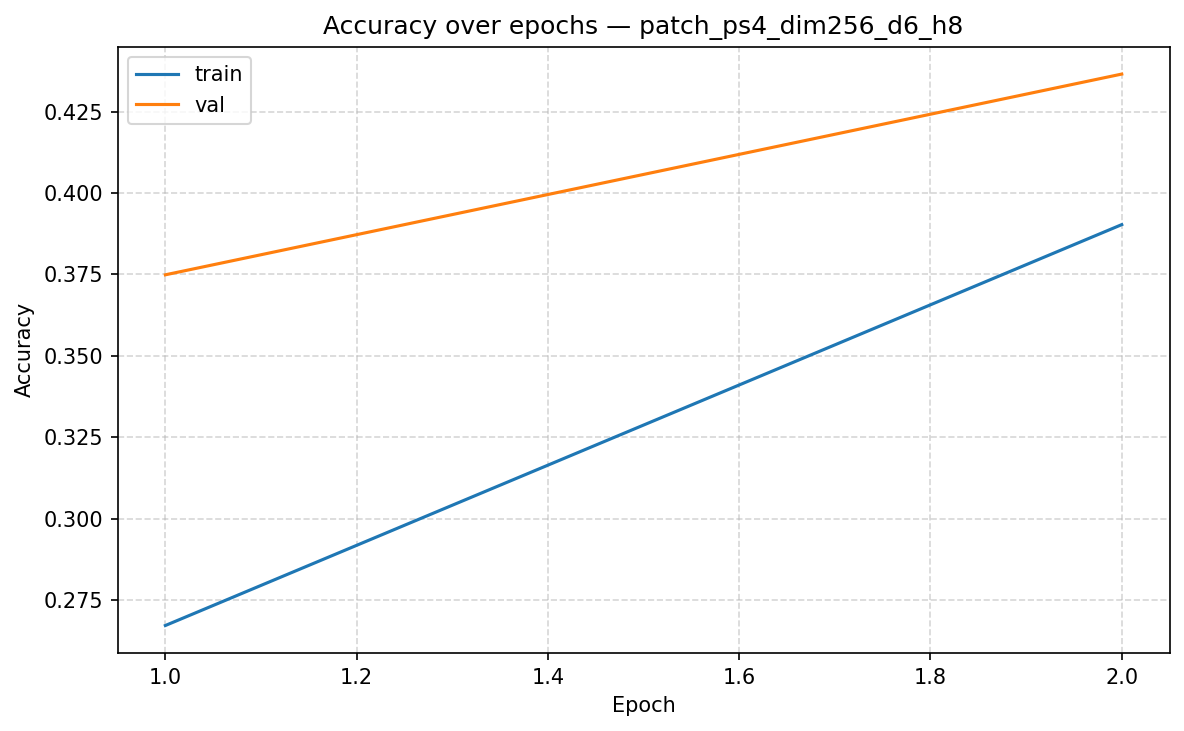 Accuracy over epochs — patch_ps4_dim256_d6_h8
train
val
0.425
0.400
0.375
0.350
0.325
0.300
0.275
Accuracy
1.0 1.2 1.4 1.6 1.8 2.0
Epoch